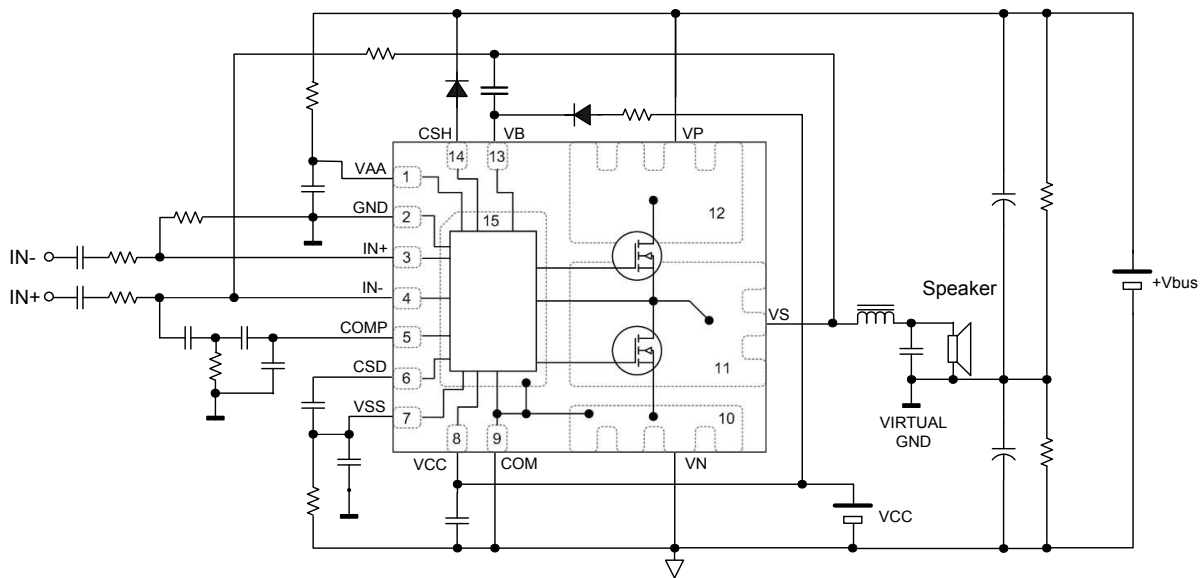 CSH
VB
VP
14
13
VAA
1
12
GND
2
15
IN-
IN+
3
Speaker
+Vbus
IN+
IN-
4
VS
COMP
5
CSD
6
11
VSS
7
10
VIRTUAL
GND
8
9
VCC
COM
VN
VCC